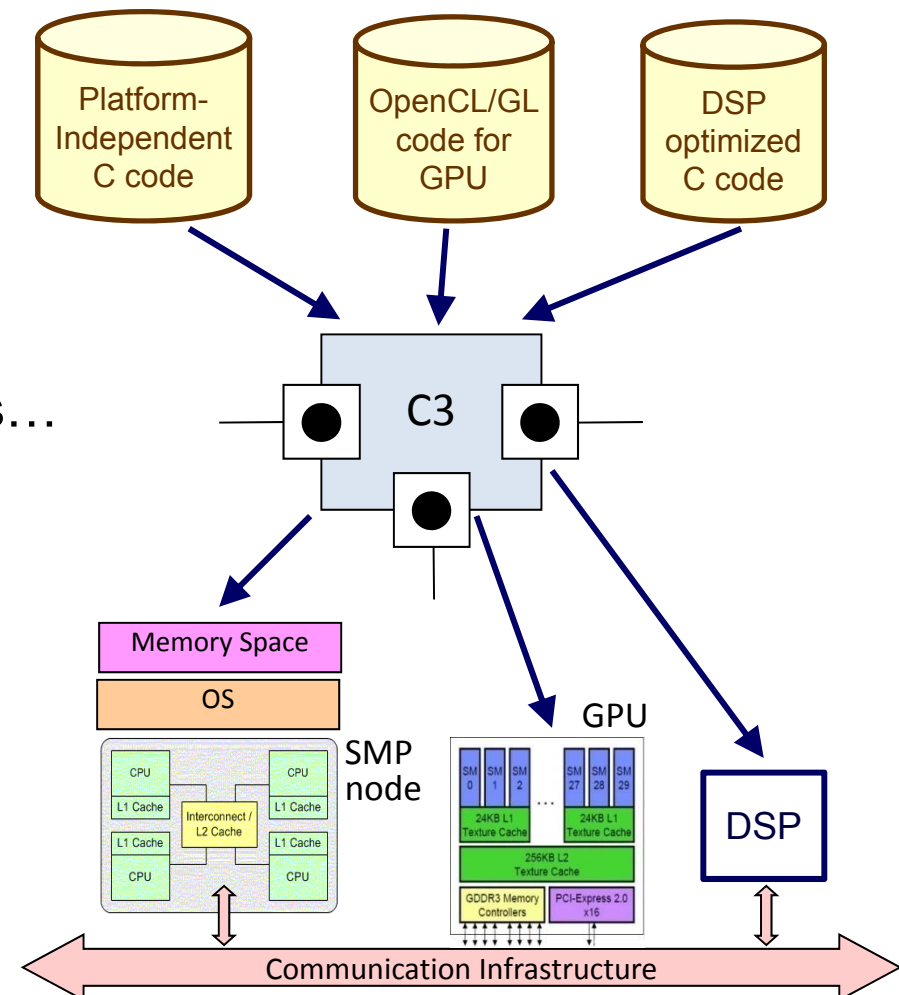 Platform-
Independent
C code
OpenCL/GL
code for
GPU
DSP
optimized
C code
s…
C3
Memory Space
OS
SMP
node
CPU
L1 Cache
CPU
L1 Cache
Interconnect /
L2 Cache
L1 Cache
CPU
L1 Cache
CPU
GPU
SM
0
SM
1
SM
2
...
SM
27
SM
28
SM
29
24KB L1
Texture Cache
24KB L1
Texture Cache
256KB L2
Texture Cache
GDDR3 Memory
Controllers
PCI-Express 2.0
x16
DSP
Communication Infrastructure